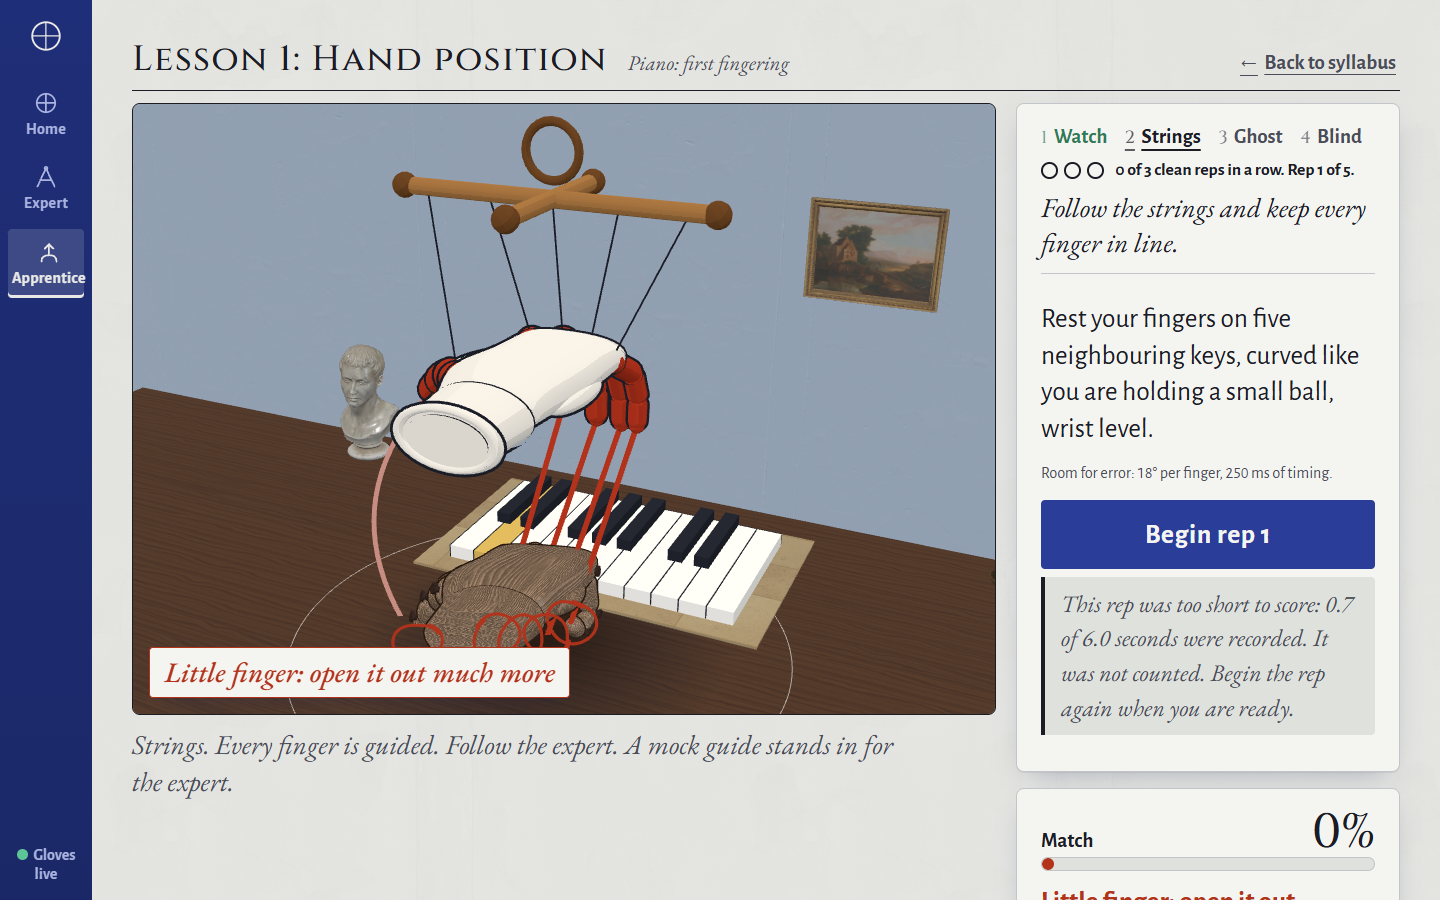 Home
Expert
Apprentice
Gloves
live
Lesson 1: Hand position
Piano: first fingering
← Back to syllabus
Little finger: open it out much more
Strings. Every finger is guided. Follow the expert. A mock guide stands in for
the expert.
1 Watch 2 Strings 3 Ghost 4 Blind
0 of 3 clean reps in a row. Rep 1 of 5.
Follow the strings and keep every
finger in line.
Rest your fingers on five
neighbouring keys, curved like
you are holding a small ball,
wrist level.
Room for error: 18° per finger, 250 ms of timing.
Begin rep 1
This rep was too short to score: 0.7
of 6.0 seconds were recorded. It
was not counted. Begin the rep
again when you are ready.
Match
0%
Little finger: open it out